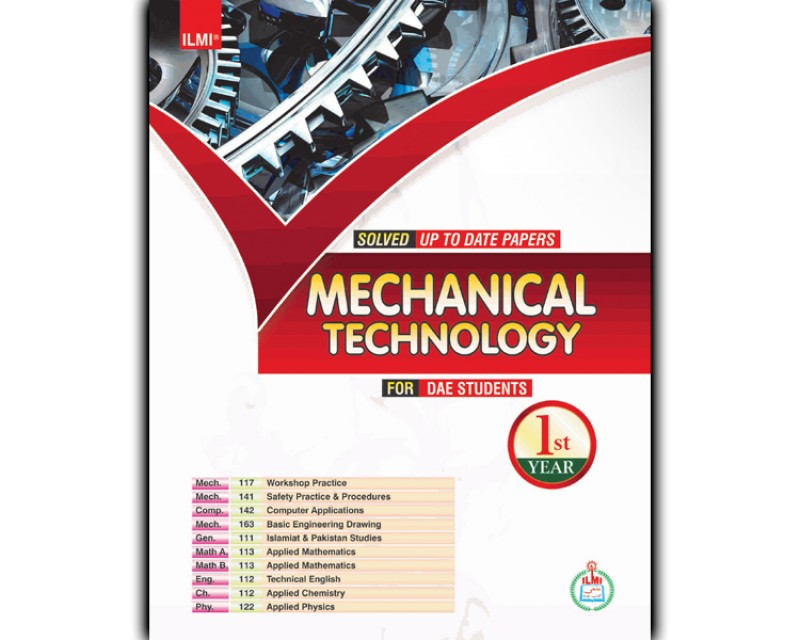 ILMI®
SOLVED UP TO DATE PAPERS
MECHANICAL
TECHNOLOGY
FOR DAE STUDENTS
1st
YEAR
Mech. 117 Workshop Practice
Mech. 141 Safety Practice & Procedures
Comp. 142 Computer Applications
Mech. 163 Basic Engineering Drawing
Gen. 111 Islamiat & Pakistan Studies
Math A, 113 Applied Mathematics
Math B, 113 Applied Mathematics
Eng. 112 Technical English
Ch. 112 Applied Chemistry
Phy. 122 Applied Physics
ILMI